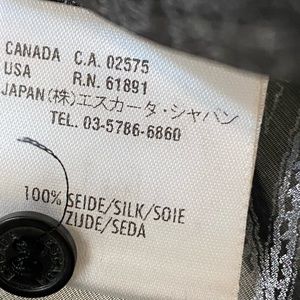 CANADA C.A. 02575
USA R.N. 61891
JAPAN(株)エスカーダ・ジャパン
TEL. 03-5786-6860
100% SEIDE/SILK/SOIE
ZIJDE/SEDA